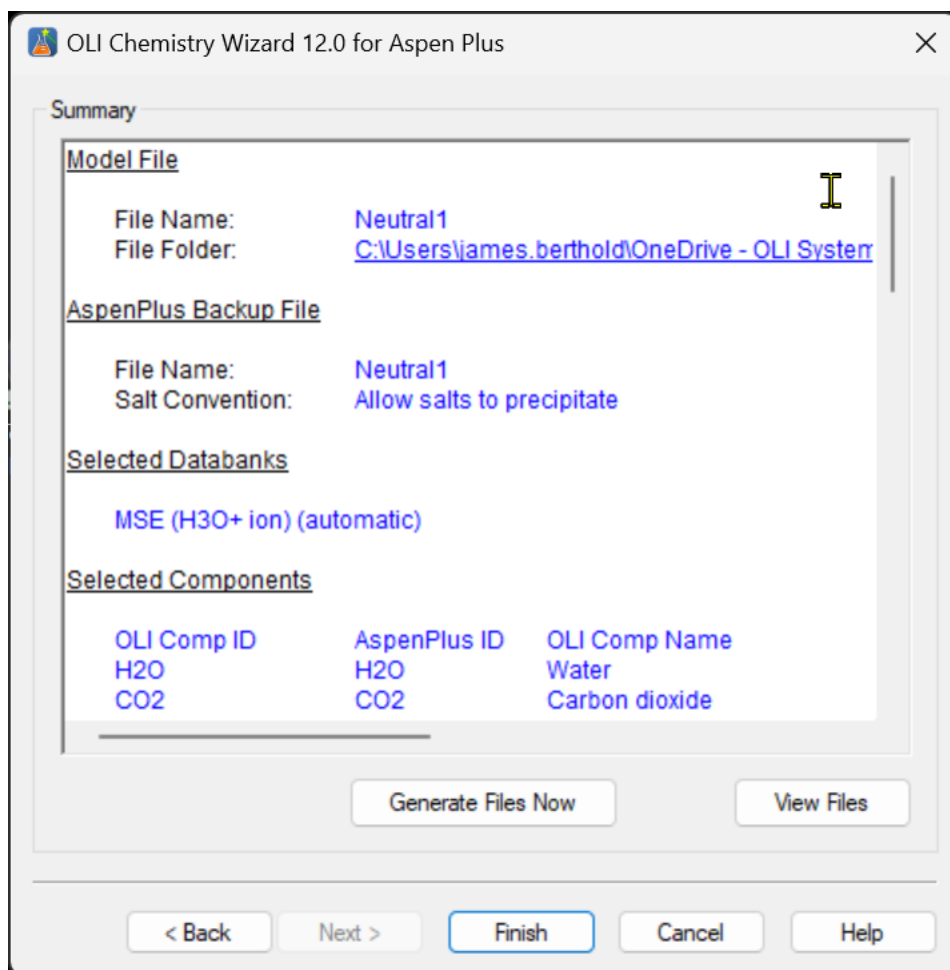 OLI Chemistry Wizard 12.0 for Aspen Plus
Summary
Model File
File Name: Neutral1
File Folder: C:\Users\james.berthold\OneDrive - OLI System
AspenPlus Backup File
File Name: Neutral1
Salt Convention: Allow salts to precipitate
Selected Databanks
MSE (H3O+ ion) (automatic)
Selected Components
OLI Comp ID AspenPlus ID OLI Comp Name
H2O H2O Water
CO2 CO2 Carbon dioxide
Generate Files Now View Files
< Back Next > Finish Cancel Help